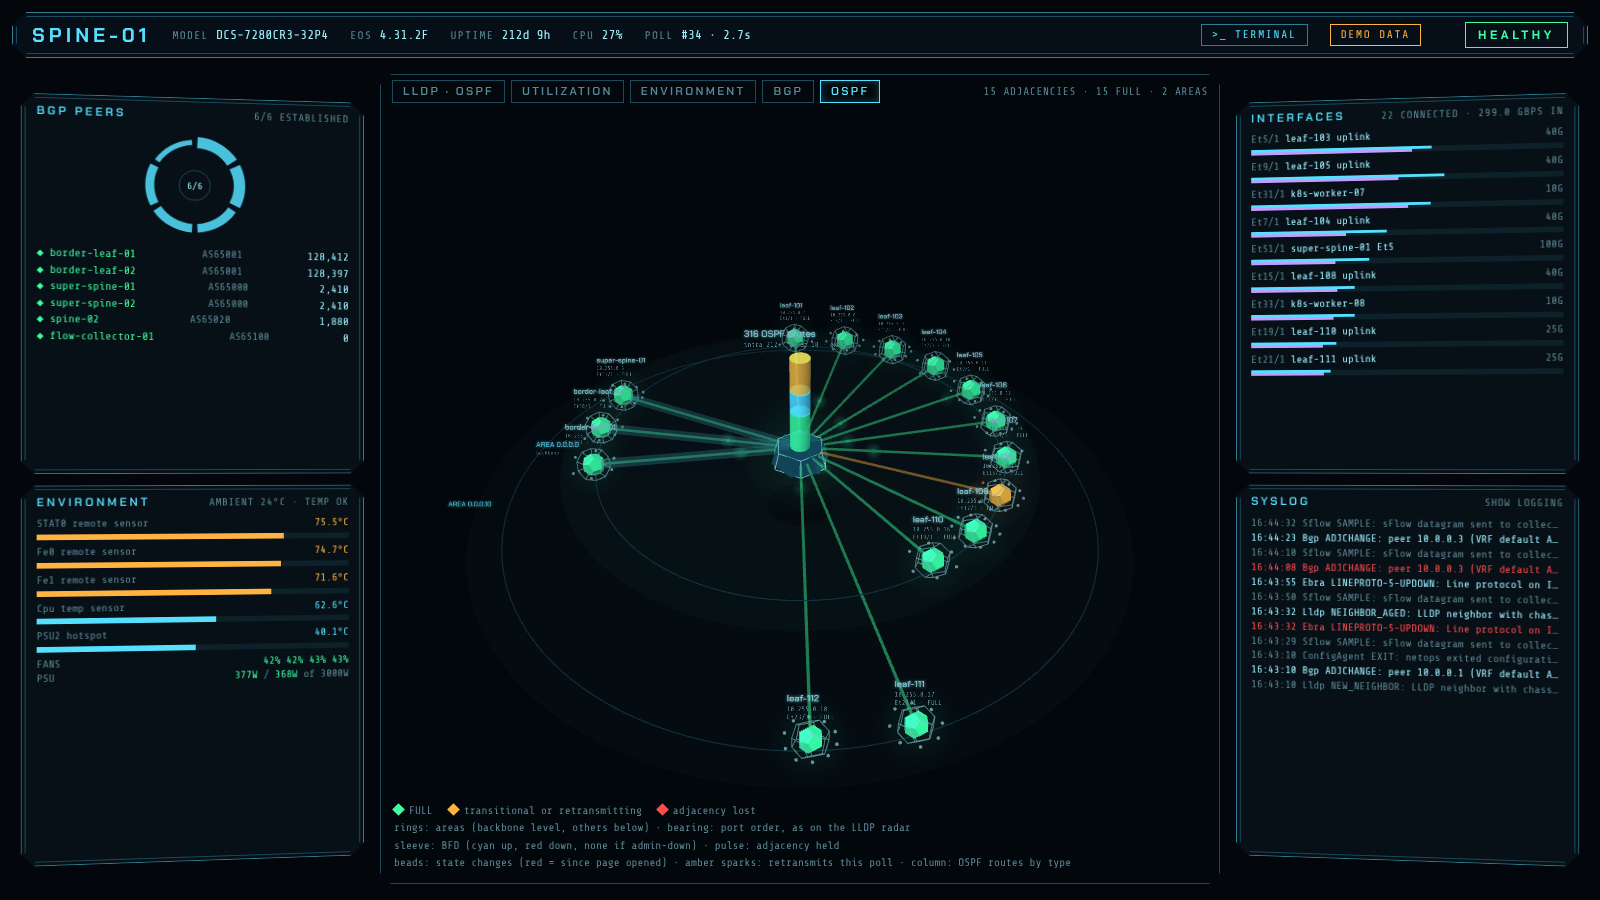 SPINE-01 MODEL DCS-7280CR3-32P4 EOS 4.31.2F UPTIME 212d 9h CPU 27% POLL #34 · 2.7s >_ TERMINAL DEMO DATA HEALTHY
BGP PEERS 6/6 ESTABLISHED
6/6
border-leaf-01 AS65001 128,412
border-leaf-02 AS65001 128,397
super-spine-01 AS65000 2,410
super-spine-02 AS65000 2,410
spine-02 AS65020 1,880
flow-collector-01 AS65100 0
ENVIRONMENT AMBIENT 24°C · TEMP OK
STAT0 remote sensor 75.5°C
Fe0 remote sensor 74.7°C
Fe1 remote sensor 71.6°C
Cpu temp sensor 62.6°C
PSU2 hotspot 40.1°C
FANS 42% 42% 43% 43%
PSU 377W / 368W of 3000W
LLDP · OSPF UTILIZATION ENVIRONMENT BGP OSPF 15 ADJACENCIES · 15 FULL · 2 AREAS
leaf-101
leaf-102
leaf-103
leaf-104
316 OSPF
leaf-105
super-spine-01
leaf-106
AREA 0.0.0.0
backbone
AREA 0.0.0.10
leaf-109
leaf-110
leaf-111
10.255.0.17
leaf-112
10.255.0.18
FULL transitional or retransmitting adjacency lost
rings: areas (backbone level, others below) · bearing: port order, as on the LLDP radar
sleeve: BFD (cyan up, red down, none if admin-down) · pulse: adjacency held
beads: state changes (red = since page opened) · amber sparks: retransmits this poll · column: OSPF routes by type
INTERFACES 22 CONNECTED · 299.0 GBPS IN
Et5/1 leaf-103 uplink 40G
Et9/1 leaf-105 uplink 40G
Et31/1 k8s-worker-07 10G
Et7/1 leaf-104 uplink 40G
Et51/1 super-spine-01 Et5 100G
Et15/1 leaf-108 uplink 40G
Et33/1 k8s-worker-08 10G
Et19/1 leaf-110 uplink 25G
Et21/1 leaf-111 uplink 25G
SYSLOG SHOW LOGGING
16:44:32 Sflow SAMPLE: sFlow datagram sent to collec…
16:44:23 Bgp ADJCHANGE: peer 10.0.0.3 (VRF default A…
16:44:10 Sflow SAMPLE: sFlow datagram sent to collec…
16:44:08 Bgp ADJCHANGE: peer 10.0.0.3 (VRF default A…
16:43:55 Ebra LINEPROTO-5-UPDOWN: Line protocol on I…
16:43:50 Sflow SAMPLE: sFlow datagram sent to collec…
16:43:32 Lldp NEIGHBOR_AGED: LLDP neighbor with chas…
16:43:32 Ebra LINEPROTO-5-UPDOWN: Line protocol on I…
16:43:29 Sflow SAMPLE: sFlow datagram sent to collec…
16:43:10 ConfigAgent EXIT: netops exited configurati…
16:43:10 Bgp ADJCHANGE: peer 10.0.0.1 (VRF default A…
16:43:10 Lldp NEW_NEIGHBOR: LLDP neighbor with chass…